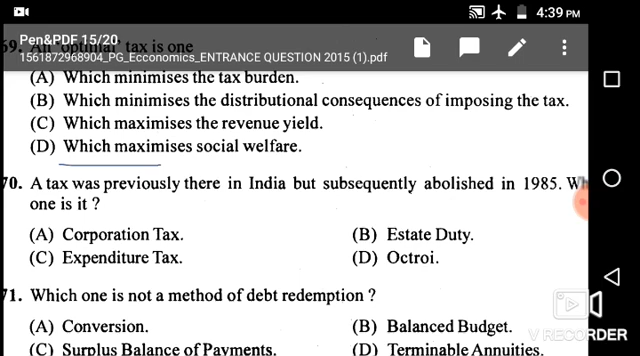 4:39 PM
Pen&PDF 15/20
1561872968904_PG_Ecconomics_ENTRANCE QUESTION 2015 (1).pdf
69. An "optimal" tax is one
(A) Which minimises the tax burden.
(B) Which minimises the distributional consequences of imposing the tax.
(C) Which maximises the revenue yield.
(D) Which maximises social welfare.
70. A tax was previously there in India but subsequently abolished in 1985. Wh
one is it ?
(A) Corporation Tax.
(B) Estate Duty.
(C) Expenditure Tax.
(D) Octroi.
71. Which one is not a method of debt redemption ?
(A) Conversion.
(B) Balanced Budget.
(C) Surplus Balance of Payments.
(D) Terminable Annuities.
V RECORDER